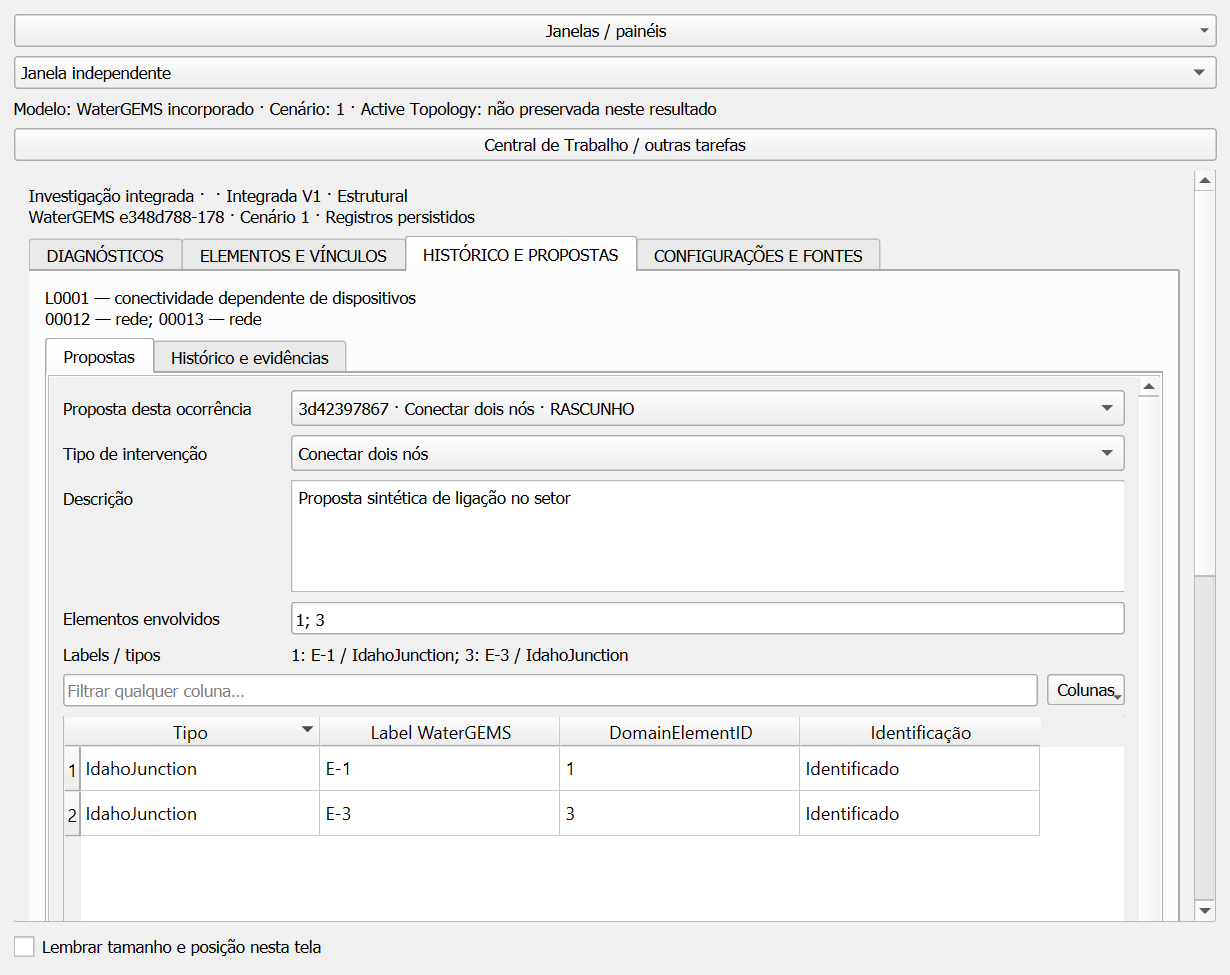 Janelas / painéis
Janela independente
Modelo: WaterGEMS incorporado · Cenário: 1 · Active Topology: não preservada neste resultado
Central de Trabalho / outras tarefas
Investigação integrada · · Integrada V1 · Estrutural
WaterGEMS e348d788-178 · Cenário 1 · Registros persistidos
DIAGNÓSTICOS ELEMENTOS E VÍNCULOS HISTÓRICO E PROPOSTAS CONFIGURAÇÕES E FONTES
L0001 — conectividade dependente de dispositivos
00012 — rede; 00013 — rede
Propostas Histórico e evidências
Proposta desta ocorrência 3d42397867 · Conectar dois nós · RASCUNHO
Tipo de intervenção Conectar dois nós
Descrição Proposta sintética de ligação no setor
Elementos envolvidos 1; 3
Labels / tipos 1: E-1 / IdahoJunction; 3: E-3 / IdahoJunction
Filtrar qualquer coluna... Colunas
Tipo Label WaterGEMS DomainElementID Identificação
1 IdahoJunction E-1 1 Identificado
2 IdahoJunction E-3 3 Identificado
Lembrar tamanho e posição nesta tela